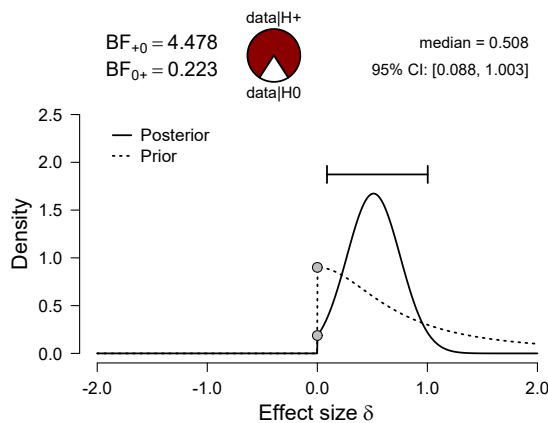 data|H+
BF+0 = 4.478
BF0+ = 0.223
median = 0.508
95% CI: [0.088, 1.003]
data|H0
Posterior
Prior
2.5
2.0
1.5
1.0
0.5
0.0
Density
-2.0 -1.0 0.0 1.0 2.0
Effect size δ